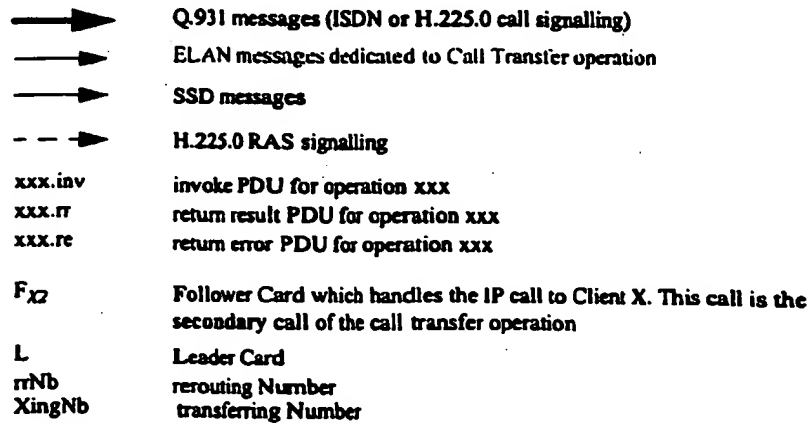 Q.931 messages (ISDN or H.225.0 call signalling)
ELAN messages dedicated to Call Transfer operation
SSD messages
H.225.0 RAS signalling
xxx.inv invoke PDU for operation xxx
xxx.rr return result PDU for operation xxx
xxx.re return error PDU for operation xxx
FX2 Follower Card which handles the IP call to Client X. This call is the
secondary call of the call transfer operation
L Leader Card
rrNb rerouting Number
XingNb transferring Number